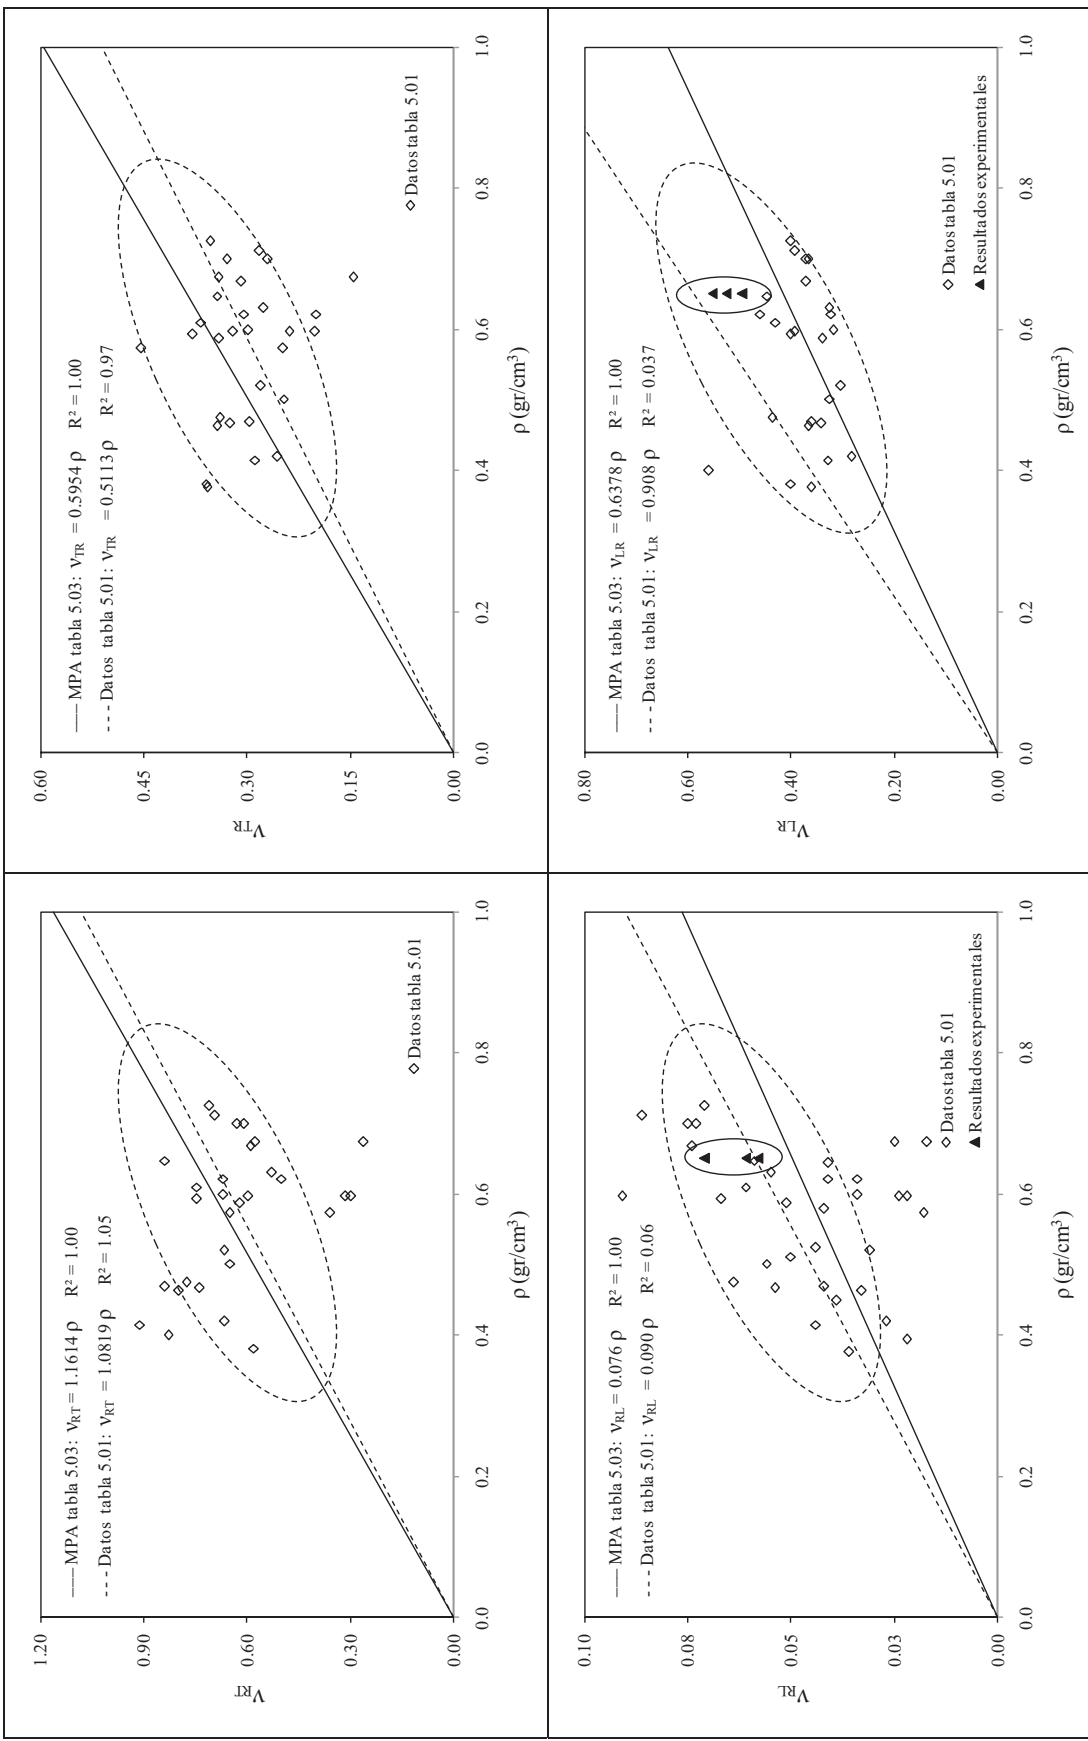 MPA tabla 5.03: ν_RT = 1.1614 ρ R² = 1.00
Datos tabla 5.01: ν_RT = 1.0819 ρ R² = 1.05
1.20
0.90
0.60
0.30
0.00
ν_RT
Datos tabla 5.01
0.0 0.2 0.4 0.6 0.8 1.0
ρ (gr/cm³)
MPA tabla 5.03: ν_TR = 0.5954 ρ R² = 1.00
Datos tabla 5.01: ν_TR = 0.5113 ρ R² = 0.97
0.60
0.45
0.30
0.15
0.00
ν_TR
Datos tabla 5.01
0.0 0.2 0.4 0.6 0.8 1.0
ρ (gr/cm³)
MPA tabla 5.03: ν_RL = 0.076 ρ R² = 1.00
Datos tabla 5.01: ν_RL = 0.090 ρ R² = 0.06
0.10
0.08
0.05
0.03
0.00
ν_RL
Datos tabla 5.01
Resultados experimentales
0.0 0.2 0.4 0.6 0.8 1.0
ρ (gr/cm³)
MPA tabla 5.03: ν_LR = 0.6378 ρ R² = 1.00
Datos tabla 5.01: ν_LR = 0.908 ρ R² = 0.037
0.80
0.60
0.40
0.20
0.00
ν_LR
Datos tabla 5.01
Resultados experimentales
0.0 0.2 0.4 0.6 0.8 1.0
ρ (gr/cm³)